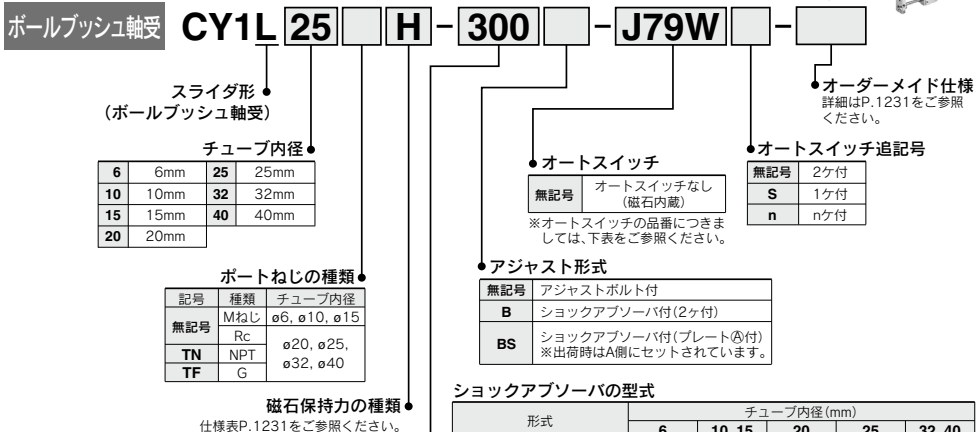 ボールブッシュ軸受 CY1L 25 H - 300 - J79W -
スライダ形
(ボールブッシュ軸受)
チューブ内径
6 6mm 25 25mm
10 10mm 32 32mm
15 15mm 40 40mm
20 20mm
ポートねじの種類
記号 種類 チューブ内径
無記号 Mねじ ø6, ø10, ø15
Rc ø20, ø25, ø32, ø40
TN NPT
TF G
磁石保持力の種類
仕様表P.1231をご参照ください。
オーダーメイド仕様
詳細はP.1231をご参照
ください。
オートスイッチ追記号
無記号 2ケ付
S 1ケ付
n nケ付
オートスイッチ
無記号 オートスイッチなし
(磁石内蔵)
※オートスイッチの品番につきま
しては、下表をご参照ください。
アジャスト形式
無記号 アジャストボルト付
B ショックアブソーバ付(2ケ付)
BS ショックアブソーバ付(プレートⒶ付)
※出荷時はA側にセットされています。
ショックアブソーバの型式
形式 チューブ内径(mm)
6 10, 15 20 25 32, 40